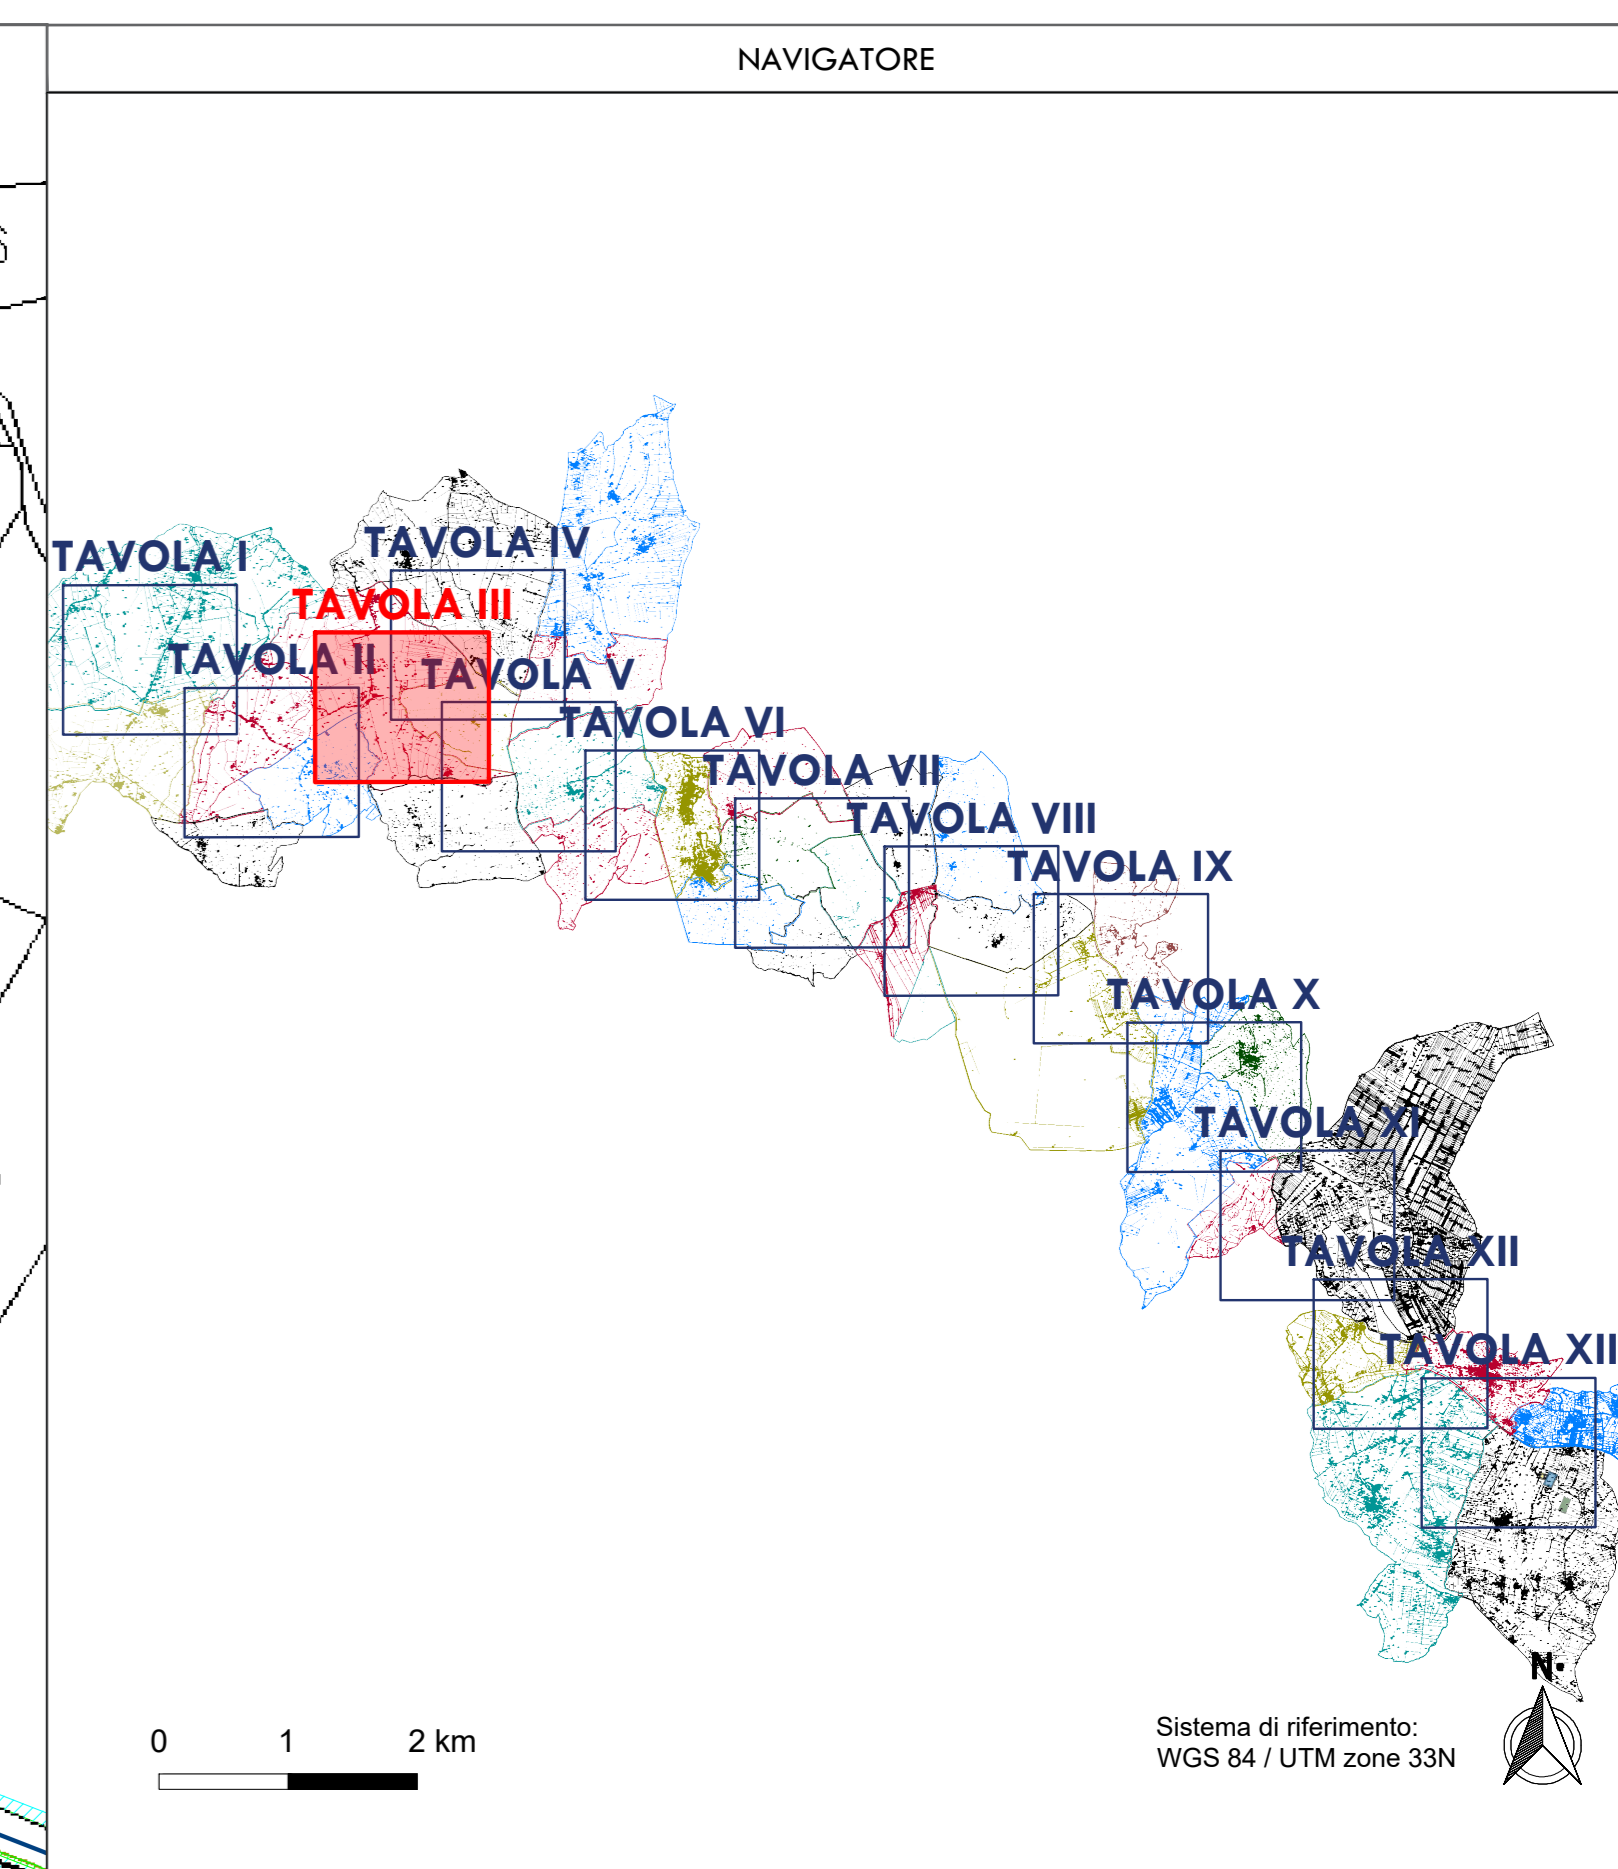 NAVIGATORE
TAVOLA IV
TAVOLA I
TAVOLA III
TAVOLA II
TAVOLA V
TAVOLA VI
TAVOLA VII
TAVOLA VIII
TAVOLA IX
TAVOLA X
TAVOLA XI
TAVOLA XII
TAVOLA XII
N
0 1 2 km
Sistema di riferimento:
WGS 84 / UTM zone 33N